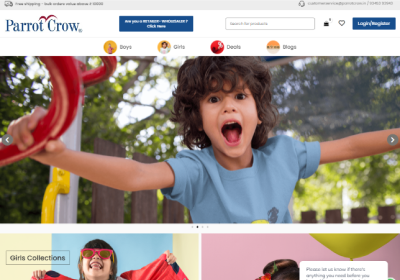 Free shipping - on orders value above ₹ 1000
Parrot Crow®
Are you a RETAILER - WHOLESALER ?
Click Here
Search for products
0
Login/Register
Boys
Girls
Deals
Blogs
Girls Collections
Please let us know if there's
anything you need before you